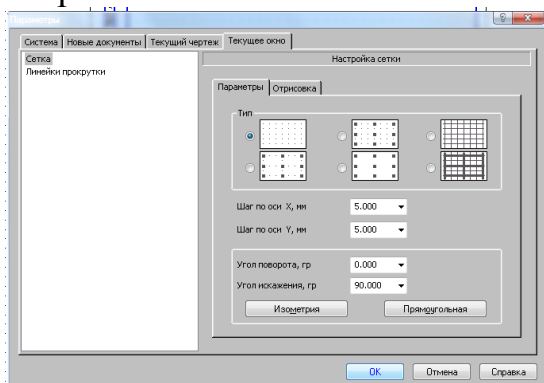 Параметры
Система Новые документы Текущий чертеж Текущее окно
Сетка
Линейки прокрутки
Настройка сетки
Параметры Отрисовка
Тип
Шаг по оси X, мм 5.000
Шаг по оси Y, мм 5.000
Угол поворота, гр 0.000
Угол искажения, гр 90.000
Изометрия Прямоугольная
OK Отмена Справка